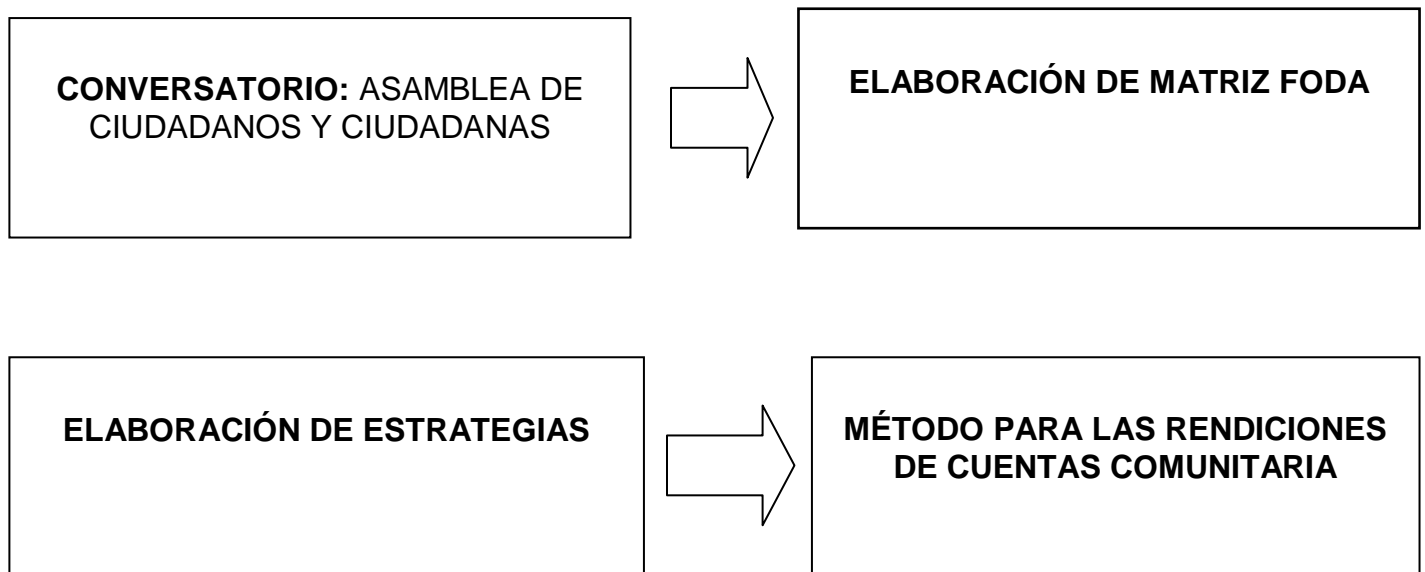 CONVERSATORIO: ASAMBLEA DE
CIUDADANOS Y CIUDADANAS
ELABORACIÓN DE MATRIZ FODA
ELABORACIÓN DE ESTRATEGIAS
MÉTODO PARA LAS RENDICIONES
DE CUENTAS COMUNITARIA